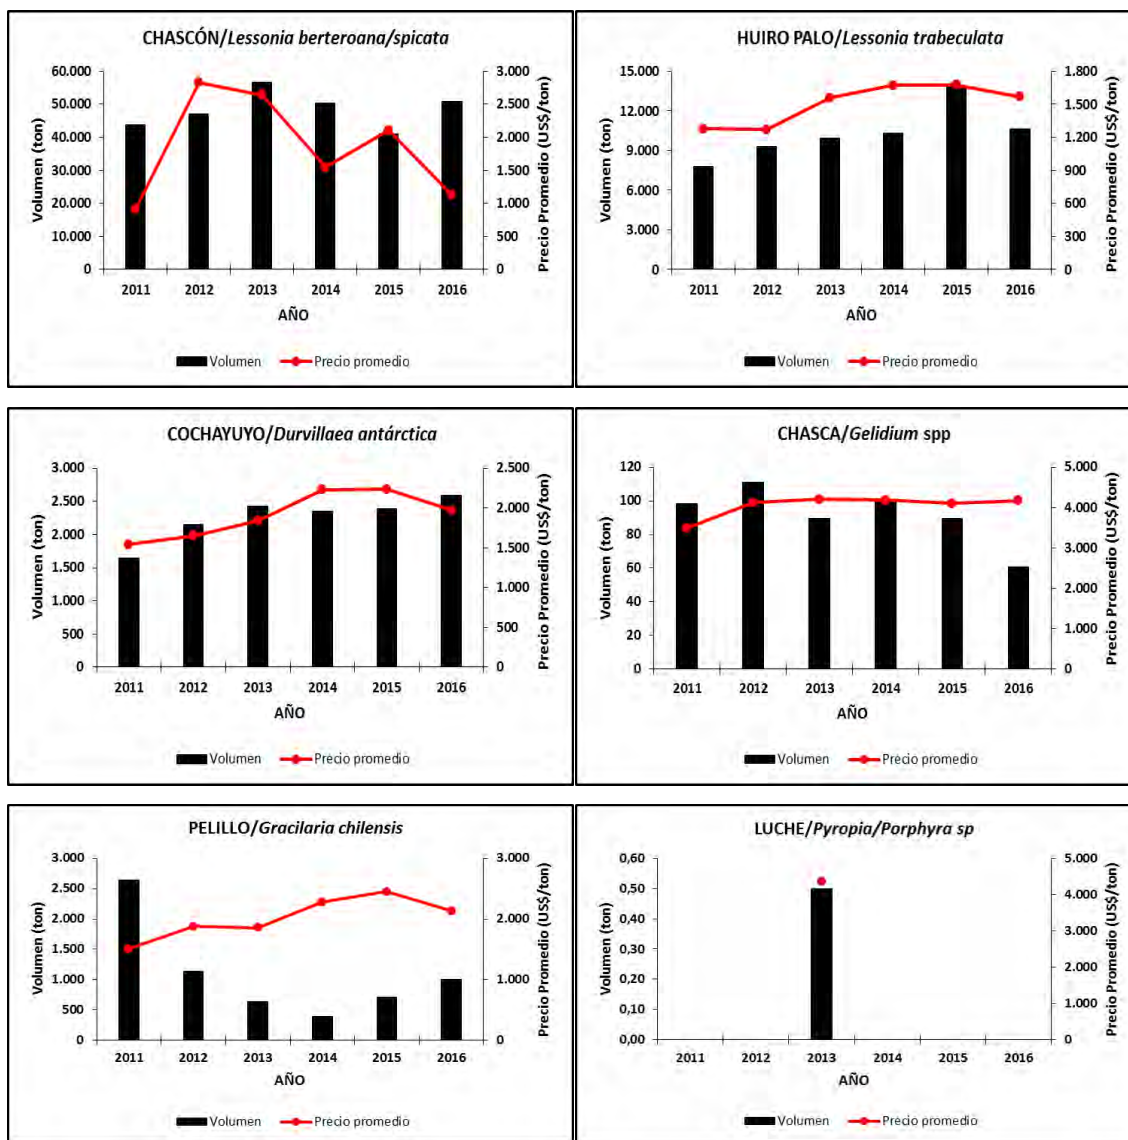 CHASCÓN/Lessonia berteroana/spicata
60.000
50.000
40.000
30.000
20.000
10.000
0
Volumen (ton)
3.000
2.500
2.000
1.500
1.000
500
0
Precio Promedio (US$/ton)
2011 2012 2013 2014 2015 2016
AÑO
Volumen Precio promedio
HUIRO PALO/Lessonia trabeculata
15.000
12.000
9.000
6.000
3.000
0
Volumen (ton)
1.800
1.500
1.200
900
600
300
0
Precio Promedio (US$/ton)
2011 2012 2013 2014 2015 2016
AÑO
Volumen Precio promedio
COCHAYUYO/Durvillaea antárctica
3.000
2.500
2.000
1.500
1.000
500
0
Volumen (ton)
2.500
2.000
1.500
1.000
500
0
Precio Promedio (US$/ton)
2011 2012 2013 2014 2015 2016
AÑO
Volumen Precio promedio
CHASCA/Gelidium spp
120
100
80
60
40
20
0
Volumen (ton)
5.000
4.000
3.000
2.000
1.000
0
Precio Promedio (US$/ton)
2011 2012 2013 2014 2015 2016
AÑO
Volumen Precio promedio
PELILLO/Gracilaria chilensis
3.000
2.500
2.000
1.500
1.000
500
0
Volumen (ton)
3.000
2.000
1.000
0
Precio Promedio (US$/ton)
2011 2012 2013 2014 2015 2016
AÑO
Volumen Precio promedio
LUCHE/Pyropia/Porphyra sp
0,60
0,50
0,40
0,30
0,20
0,10
0,00
Volumen (ton)
5.000
4.000
3.000
2.000
1.000
0
Precio Promedio (US$/ton)
2011 2012 2013 2014 2015 2016
AÑO
Volumen Precio promedio